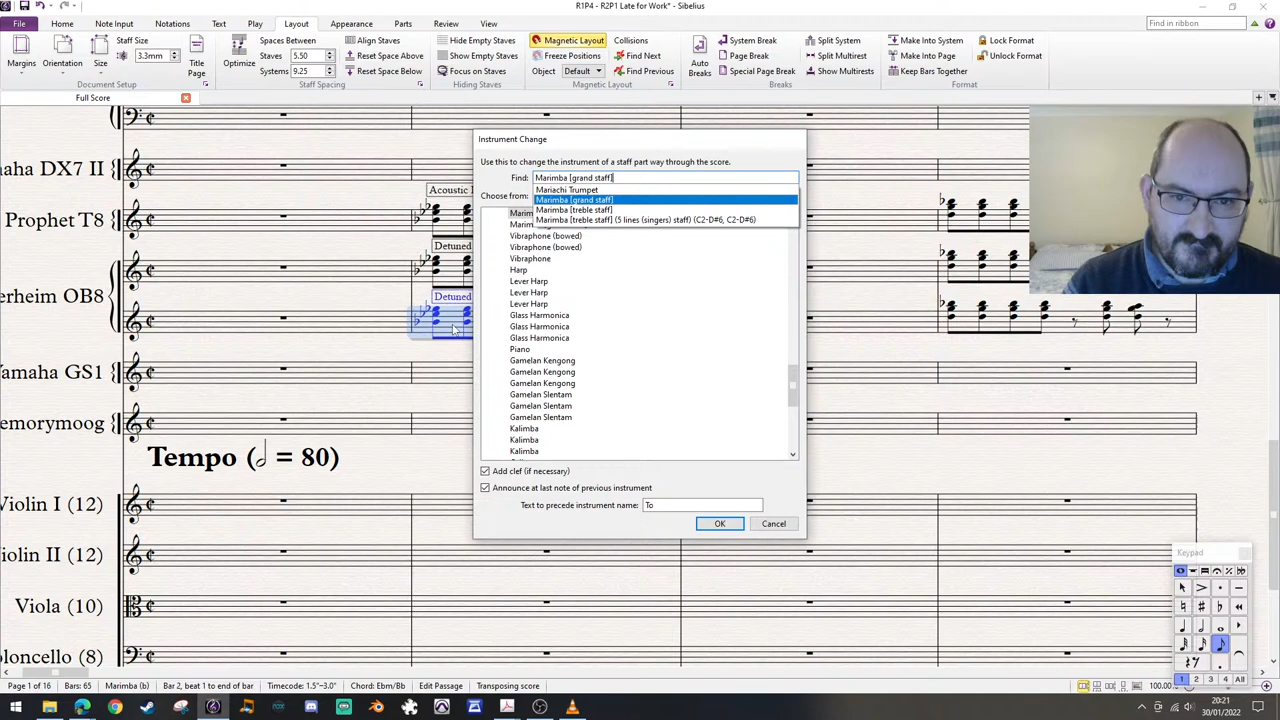 R1P4 - R2P1 Late for Work* - Sibelius
File Home Note Input Notations Text Play Layout Appearance Parts Review View Find in ribbon
Margins Orientation Staff Size Size 3.3mm Title Page
Document Setup
Optimize Spaces Between Staves 5.50 Systems 9.25 Align Staves Reset Space Above Reset Space Below
Staff Spacing
Hide Empty Staves Show Empty Staves Focus on Staves
Hiding Staves
Magnetic Layout Freeze Positions Object Default Collisions Find Next Find Previous
Magnetic Layout
Auto Breaks System Break Page Break Special Page Break Split System Split Multirest Show Multirests
Breaks
Make Into System Make Into Page Keep Bars Together Lock Format Unlock Format
Format
Full Score
maha DX7 II
Prophet T8
erheim OB8
Yamaha GS1
emorymoog
Tempo ( = 80)
Violin I (12)
Violin II (12)
Viola (10)
oloncello (8)
Acoustic
Detuned
Detuned
Instrument Change
Use this to change the instrument of a staff part way through the score.
Find: Marimba [grand staff]
Mariachi Trumpet
Marimba [grand staff]
Marimba [treble staff]
Marimba [treble staff] (5 lines (singers) staff) (C2-D#6, C2-D#6)
Choose from:
Vibraphone (bowed)
Vibraphone (bowed)
Vibraphone
Harp
Lever Harp
Lever Harp
Lever Harp
Glass Harmonica
Glass Harmonica
Glass Harmonica
Piano
Gamelan Kengong
Gamelan Kengong
Gamelan Kengong
Gamelan Slentam
Gamelan Slentam
Gamelan Slentam
Kalimba
Kalimba
Kalimba
Add clef (if necessary)
Announce at last note of previous instrument
Text to precede instrument name: To
OK Cancel
Keypad
1 2 3 4 All
Page 1 of 16 Bars: 65 Marimba (b) Bar 2, beat 1 to end of bar Timecode: 1.5"–3.0" Chord: Ebm/Bb Edit Passage Transposing score 100.00
20:21
30/01/2022